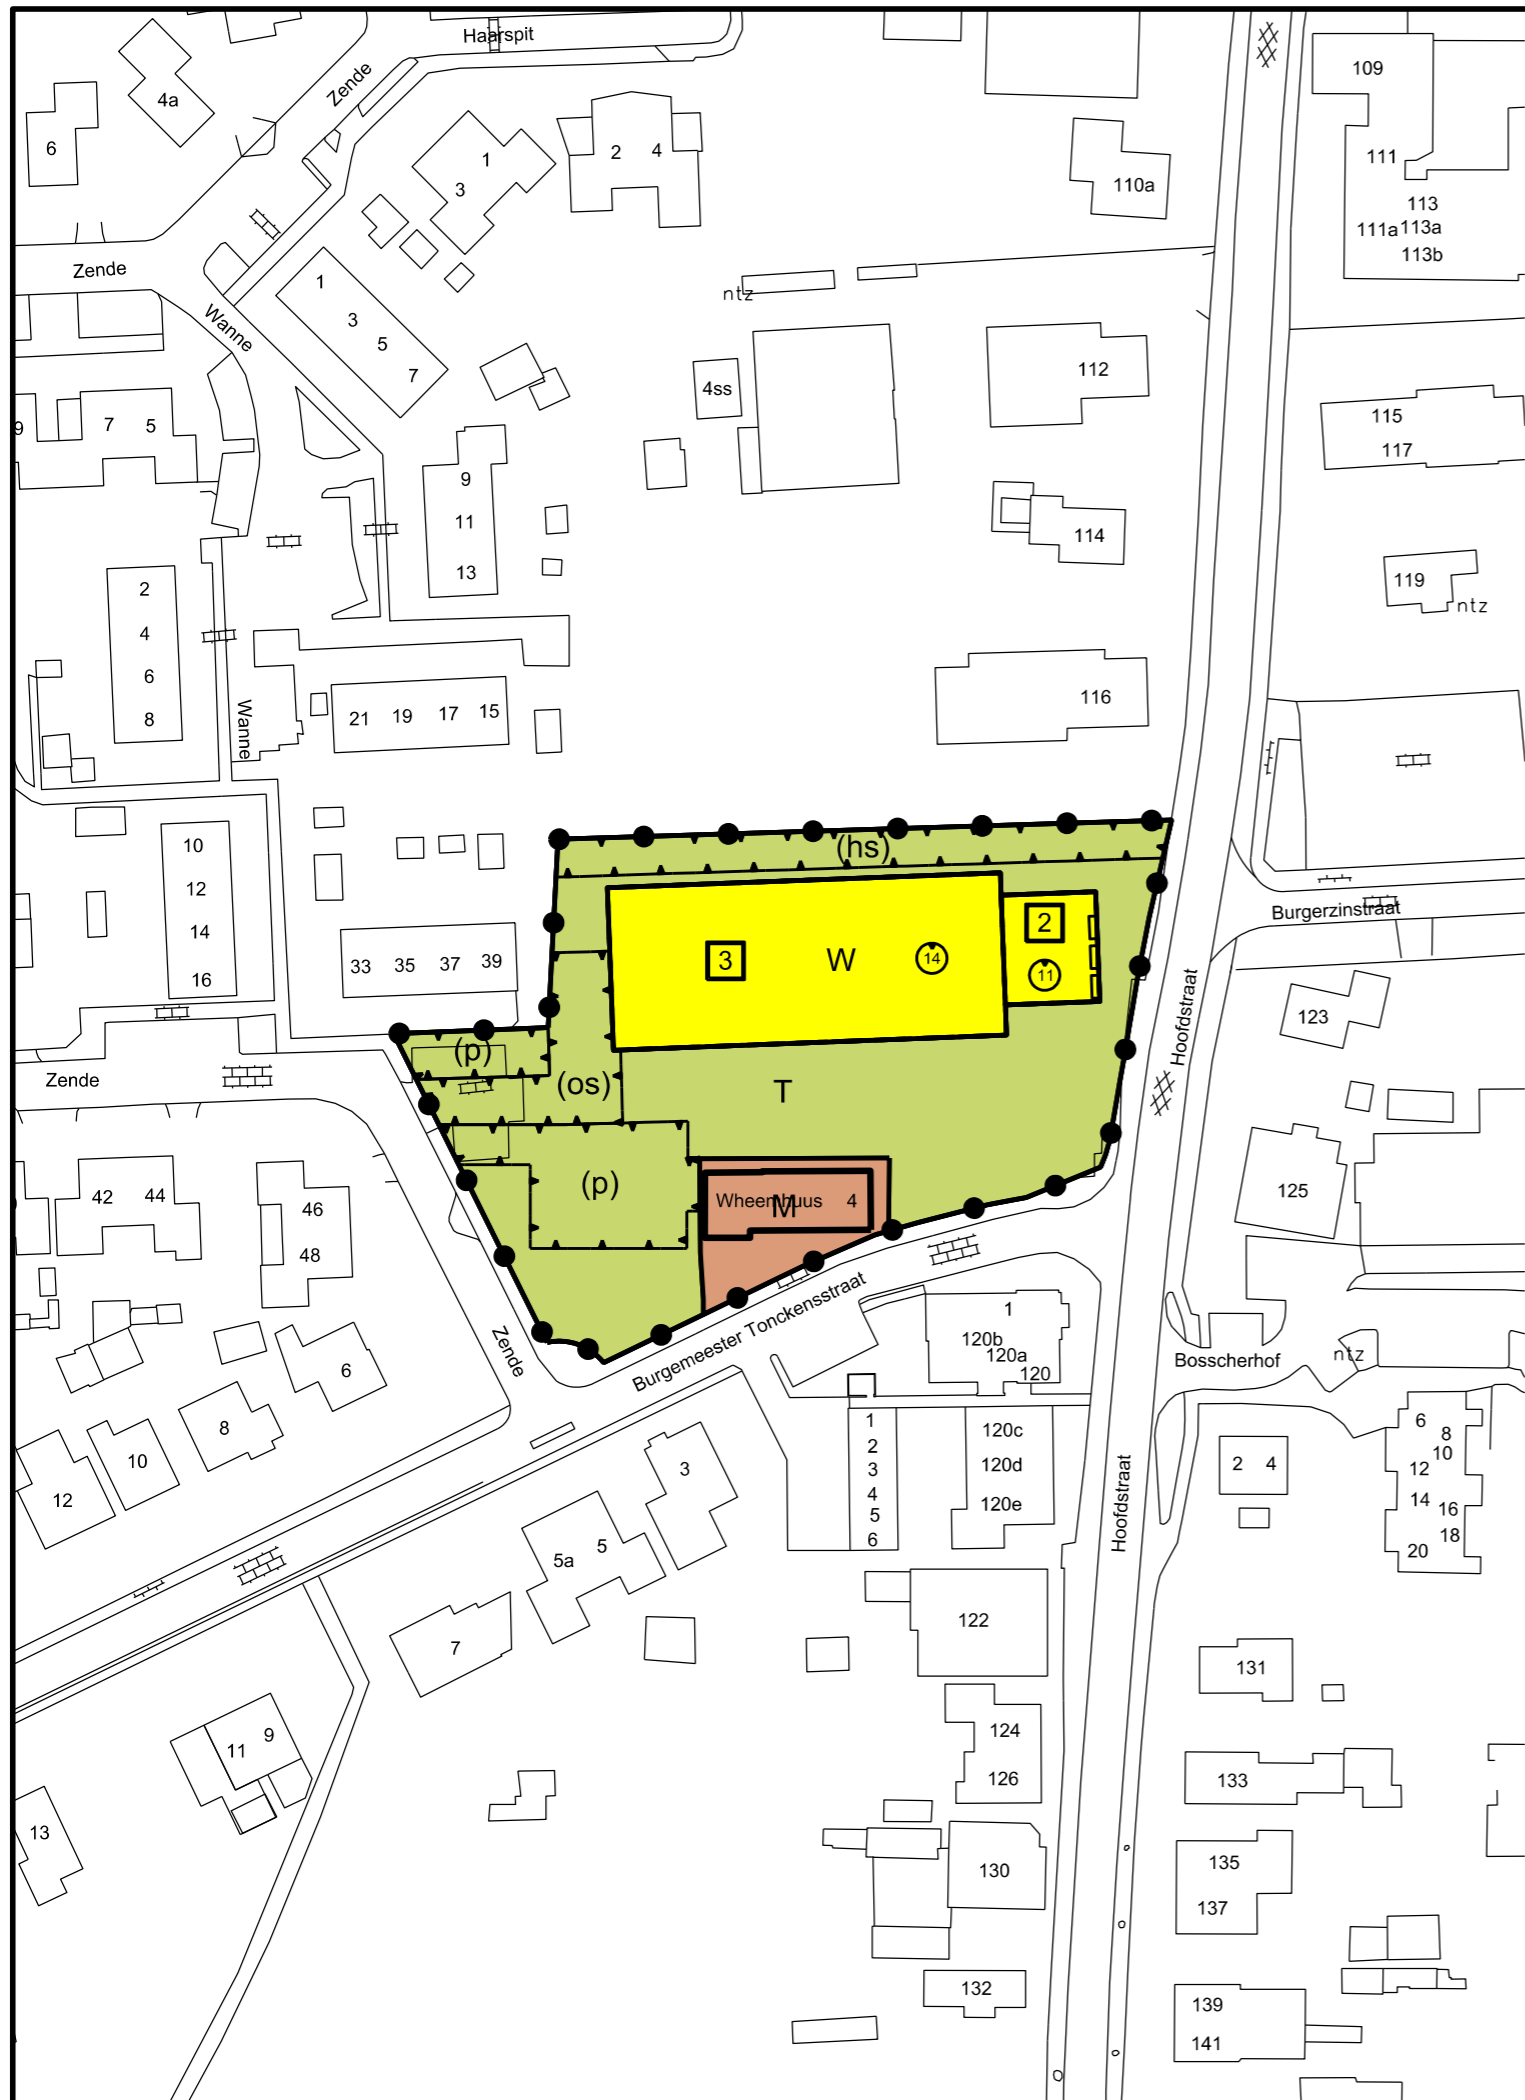 Haarspit
Zende
4a
6
109
1
3
2 4
111
110a
113
111a 113a
113b
Zende
Wanne
1
3
5
7
ntz
112
4ss
115
117
9
7 5
9
11
13
114
119
ntz
2
4
6
8
Wanne
21 19 17 15
116
10
12
14
16
(hs)
33 35 37 39
3
W
14
2
11
Burgerzinstraat
Hoofdstraat
123
Zende
(p)
(os)
T
42 44
46
48
(p)
Wheemhuus 4
M
125
Zende
Burgemeester Tonckensstraat
1
120b
120a
120
Bosscherhof
ntz
6
8
10
12
3
1
2
3
4
5
6
120c
120d
120e
Hoofdstraat
2 4
6
8
10
12
14
16
18
20
5a 5
7
122
131
11 9
124
126
133
13
130
135
137
132
139
141